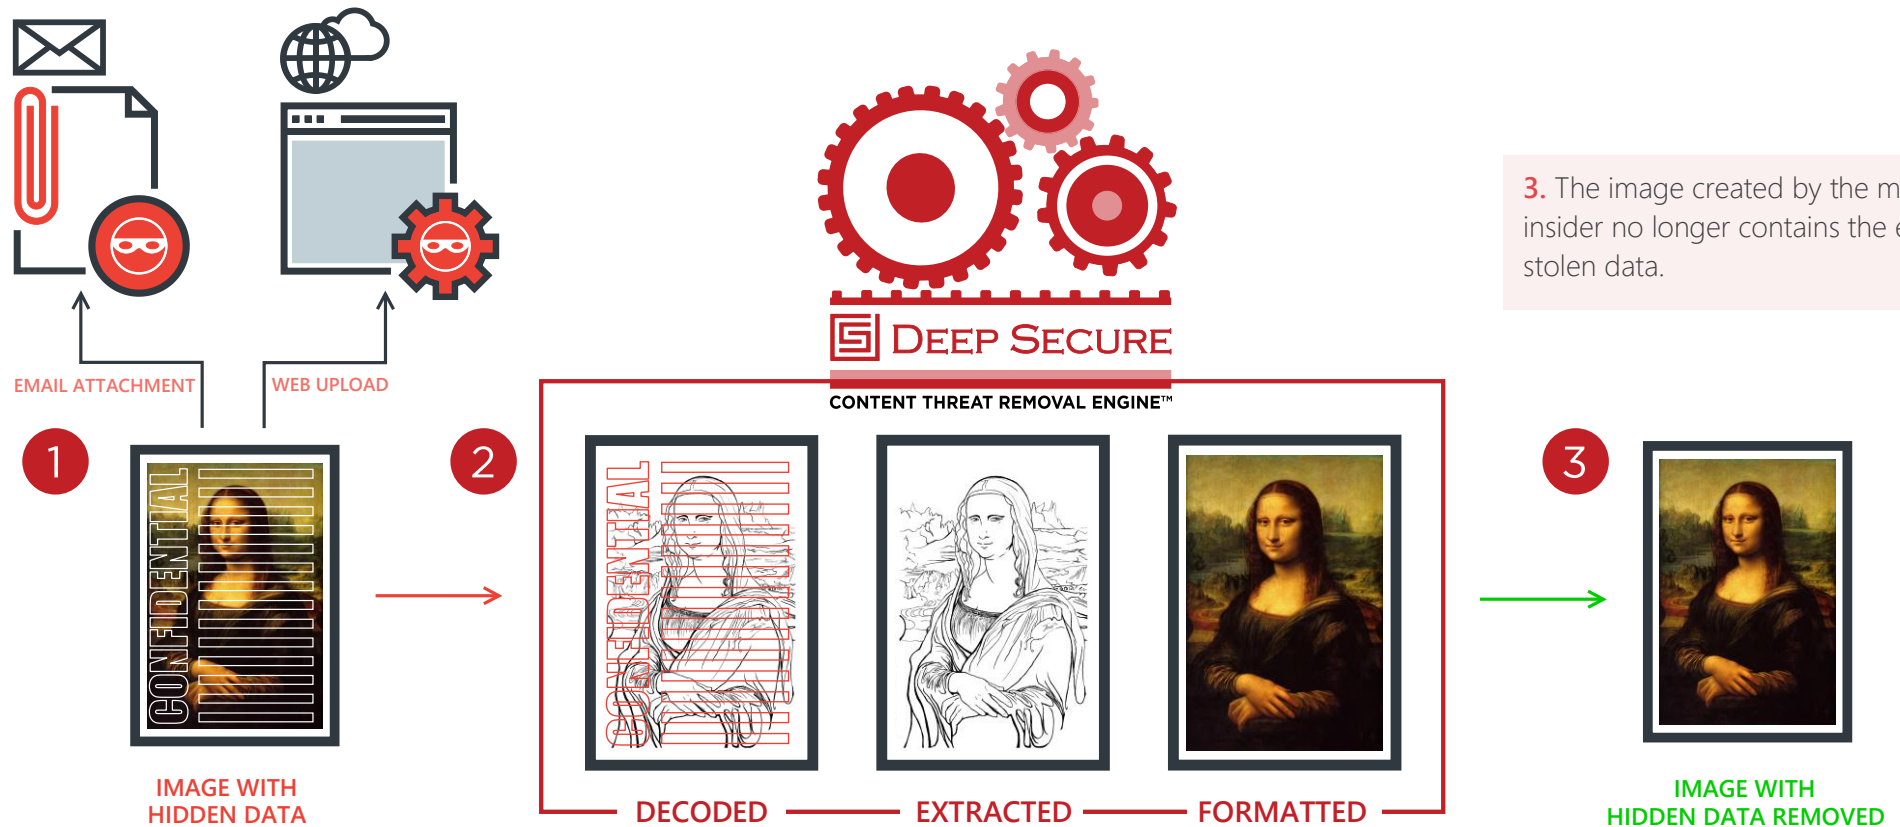 EMAIL ATTACHMENT
WEB UPLOAD
1
CONFIDENTIAL
IMAGE WITH
HIDDEN DATA
DEEP SECURE
CONTENT THREAT REMOVAL ENGINE™
2
CONFIDENTIAL
DECODED
EXTRACTED
FORMATTED
3. The image created by the
insider no longer contains the
stolen data.
3
IMAGE WITH
HIDDEN DATA REMOVED